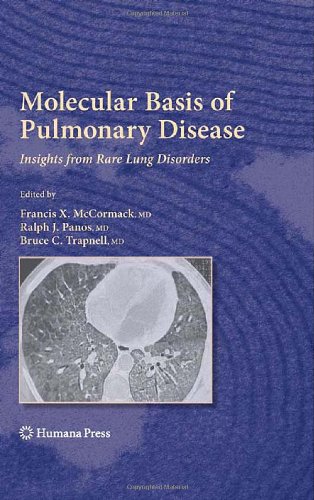 Molecular Basis of
Pulmonary Disease
Insights from Rare Lung Disorders
Edited by
Francis X. McCormack, MD
Ralph J. Panos, MD
Bruce C. Trapnell, MD
Humana Press